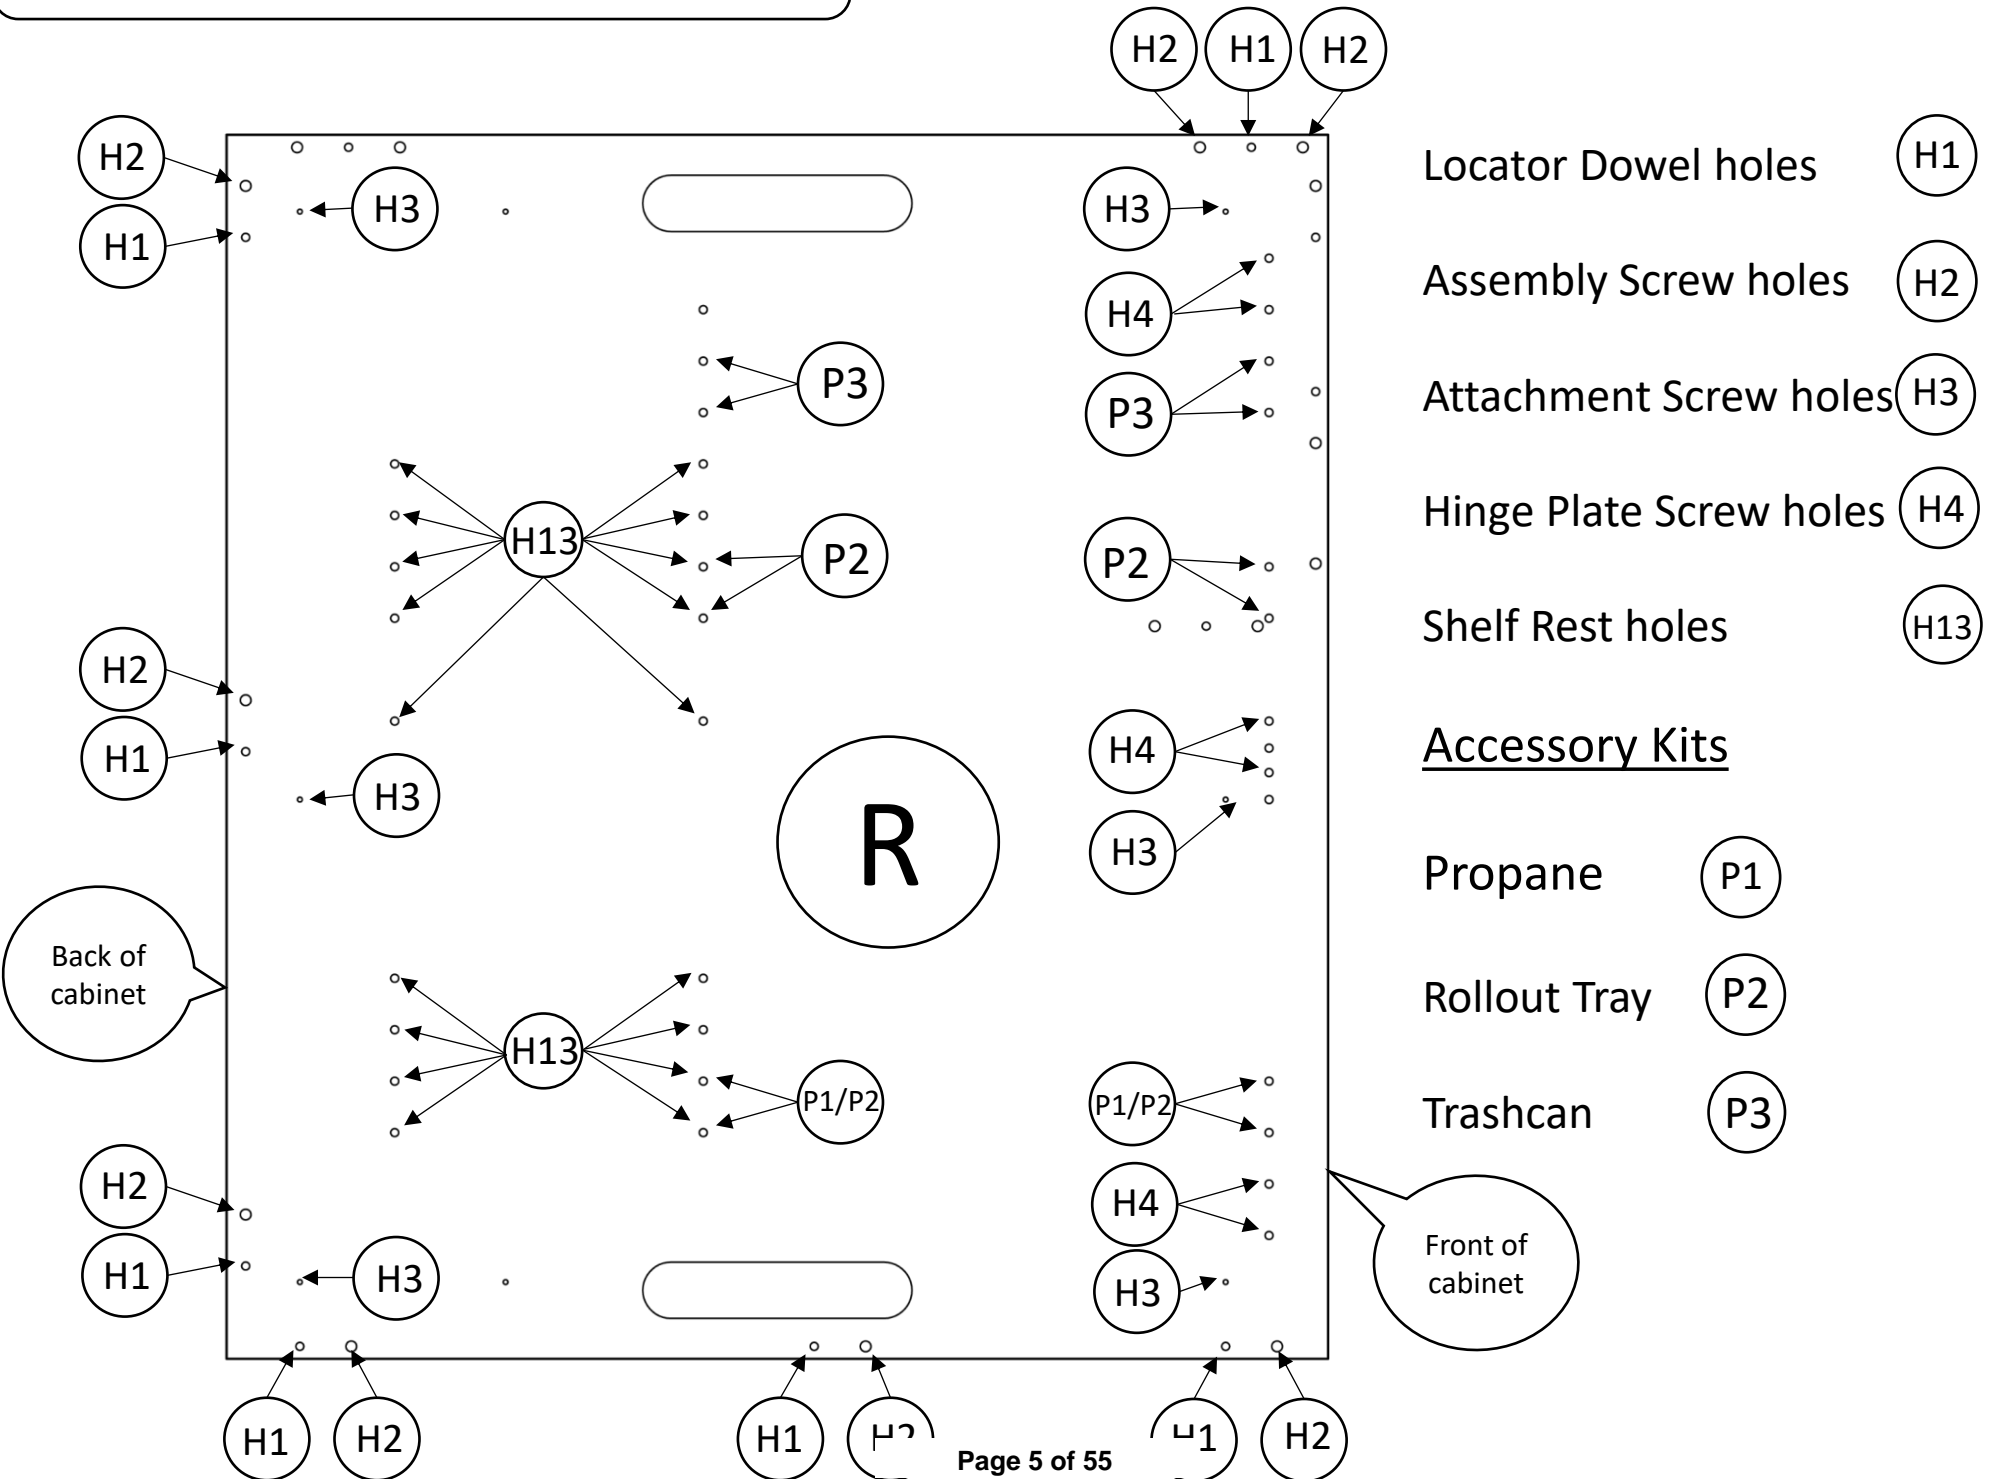 H2 H1 H2
H2
H1
H3
H3
H4
P3
P3
H13
P2
P2
H2
H1
H3
H4
H3
R
Back of
cabinet
H13
P1/P2
P1/P2
H2
H1
H3
H4
H3
Front of
cabinet
H1 H2 H1 H2 H1 H2
Locator Dowel holes H1
Assembly Screw holes H2
Attachment Screw holes H3
Hinge Plate Screw holes H4
Shelf Rest holes H13
Accessory Kits
Propane P1
Rollout Tray P2
Trashcan P3
Page 5 of 55